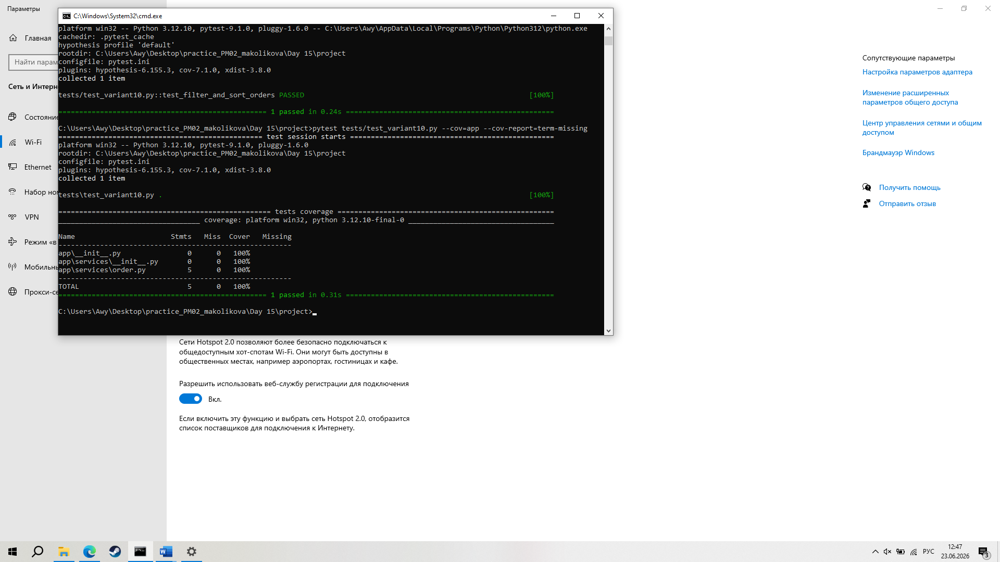 Параметры
Главная
Найти парам
Сеть и Интерн
Состояние
Wi-Fi
Ethernet
Набор но
VPN
Режим «в
Мобильн
Прокси-се
C:\Windows\System32\cmd.exe
platform win32 -- Python 3.12.10, pytest-9.1.0, pluggy-1.6.0 -- C:\Users\Awy\AppData\Local\Programs\Python\Python312\python.exe
cachedir: .pytest_cache
hypothesis profile 'default'
rootdir: C:\Users\Awy\Desktop\practice_PM02_makolikova\Day 15\project
configfile: pytest.ini
plugins: hypothesis-6.155.3, cov-7.1.0, xdist-3.8.0
collected 1 item
tests/test_variant10.py::test_filter_and_sort_orders PASSED [100%]
================================================== 1 passed in 0.24s ==================================================
C:\Users\Awy\Desktop\practice_PM02_makolikova\Day 15\project>pytest tests/test_variant10.py --cov=app --cov-report=term-missing
================================================= test session starts =================================================
platform win32 -- Python 3.12.10, pytest-9.1.0, pluggy-1.6.0
rootdir: C:\Users\Awy\Desktop\practice_PM02_makolikova\Day 15\project
configfile: pytest.ini
plugins: hypothesis-6.155.3, cov-7.1.0, xdist-3.8.0
collected 1 item
tests\test_variant10.py . [100%]
=================================================== tests coverage ====================================================
__________________________________ coverage: platform win32, python 3.12.10-final-0 ___________________________________
Name Stmts Miss Cover Missing
--------------------------------------------------------
app\__init__.py 0 0 100%
app\services\__init__.py 0 0 100%
app\services\order.py 5 0 100%
--------------------------------------------------------
TOTAL 5 0 100%
================================================== 1 passed in 0.31s ==================================================
C:\Users\Awy\Desktop\practice_PM02_makolikova\Day 15\project>
Сети Hotspot 2.0 позволяют более безопасно подключаться к
общедоступным хот-спотам Wi-Fi. Они могут быть доступны в
общественных местах, например аэропортах, гостиницах и кафе.
Разрешить использовать веб-службу регистрации для подключения
Вкл.
Если включить эту функцию и выбрать сеть Hotspot 2.0, отобразится
список поставщиков для подключения к Интернету.
Сопутствующие параметры
Настройка параметров адаптера
Изменение расширенных
параметров общего доступа
Центр управления сетями и общим
доступом
Брандмауэр Windows
Получить помощь
Отправить отзыв
РУС
12:47
23.06.2026
3